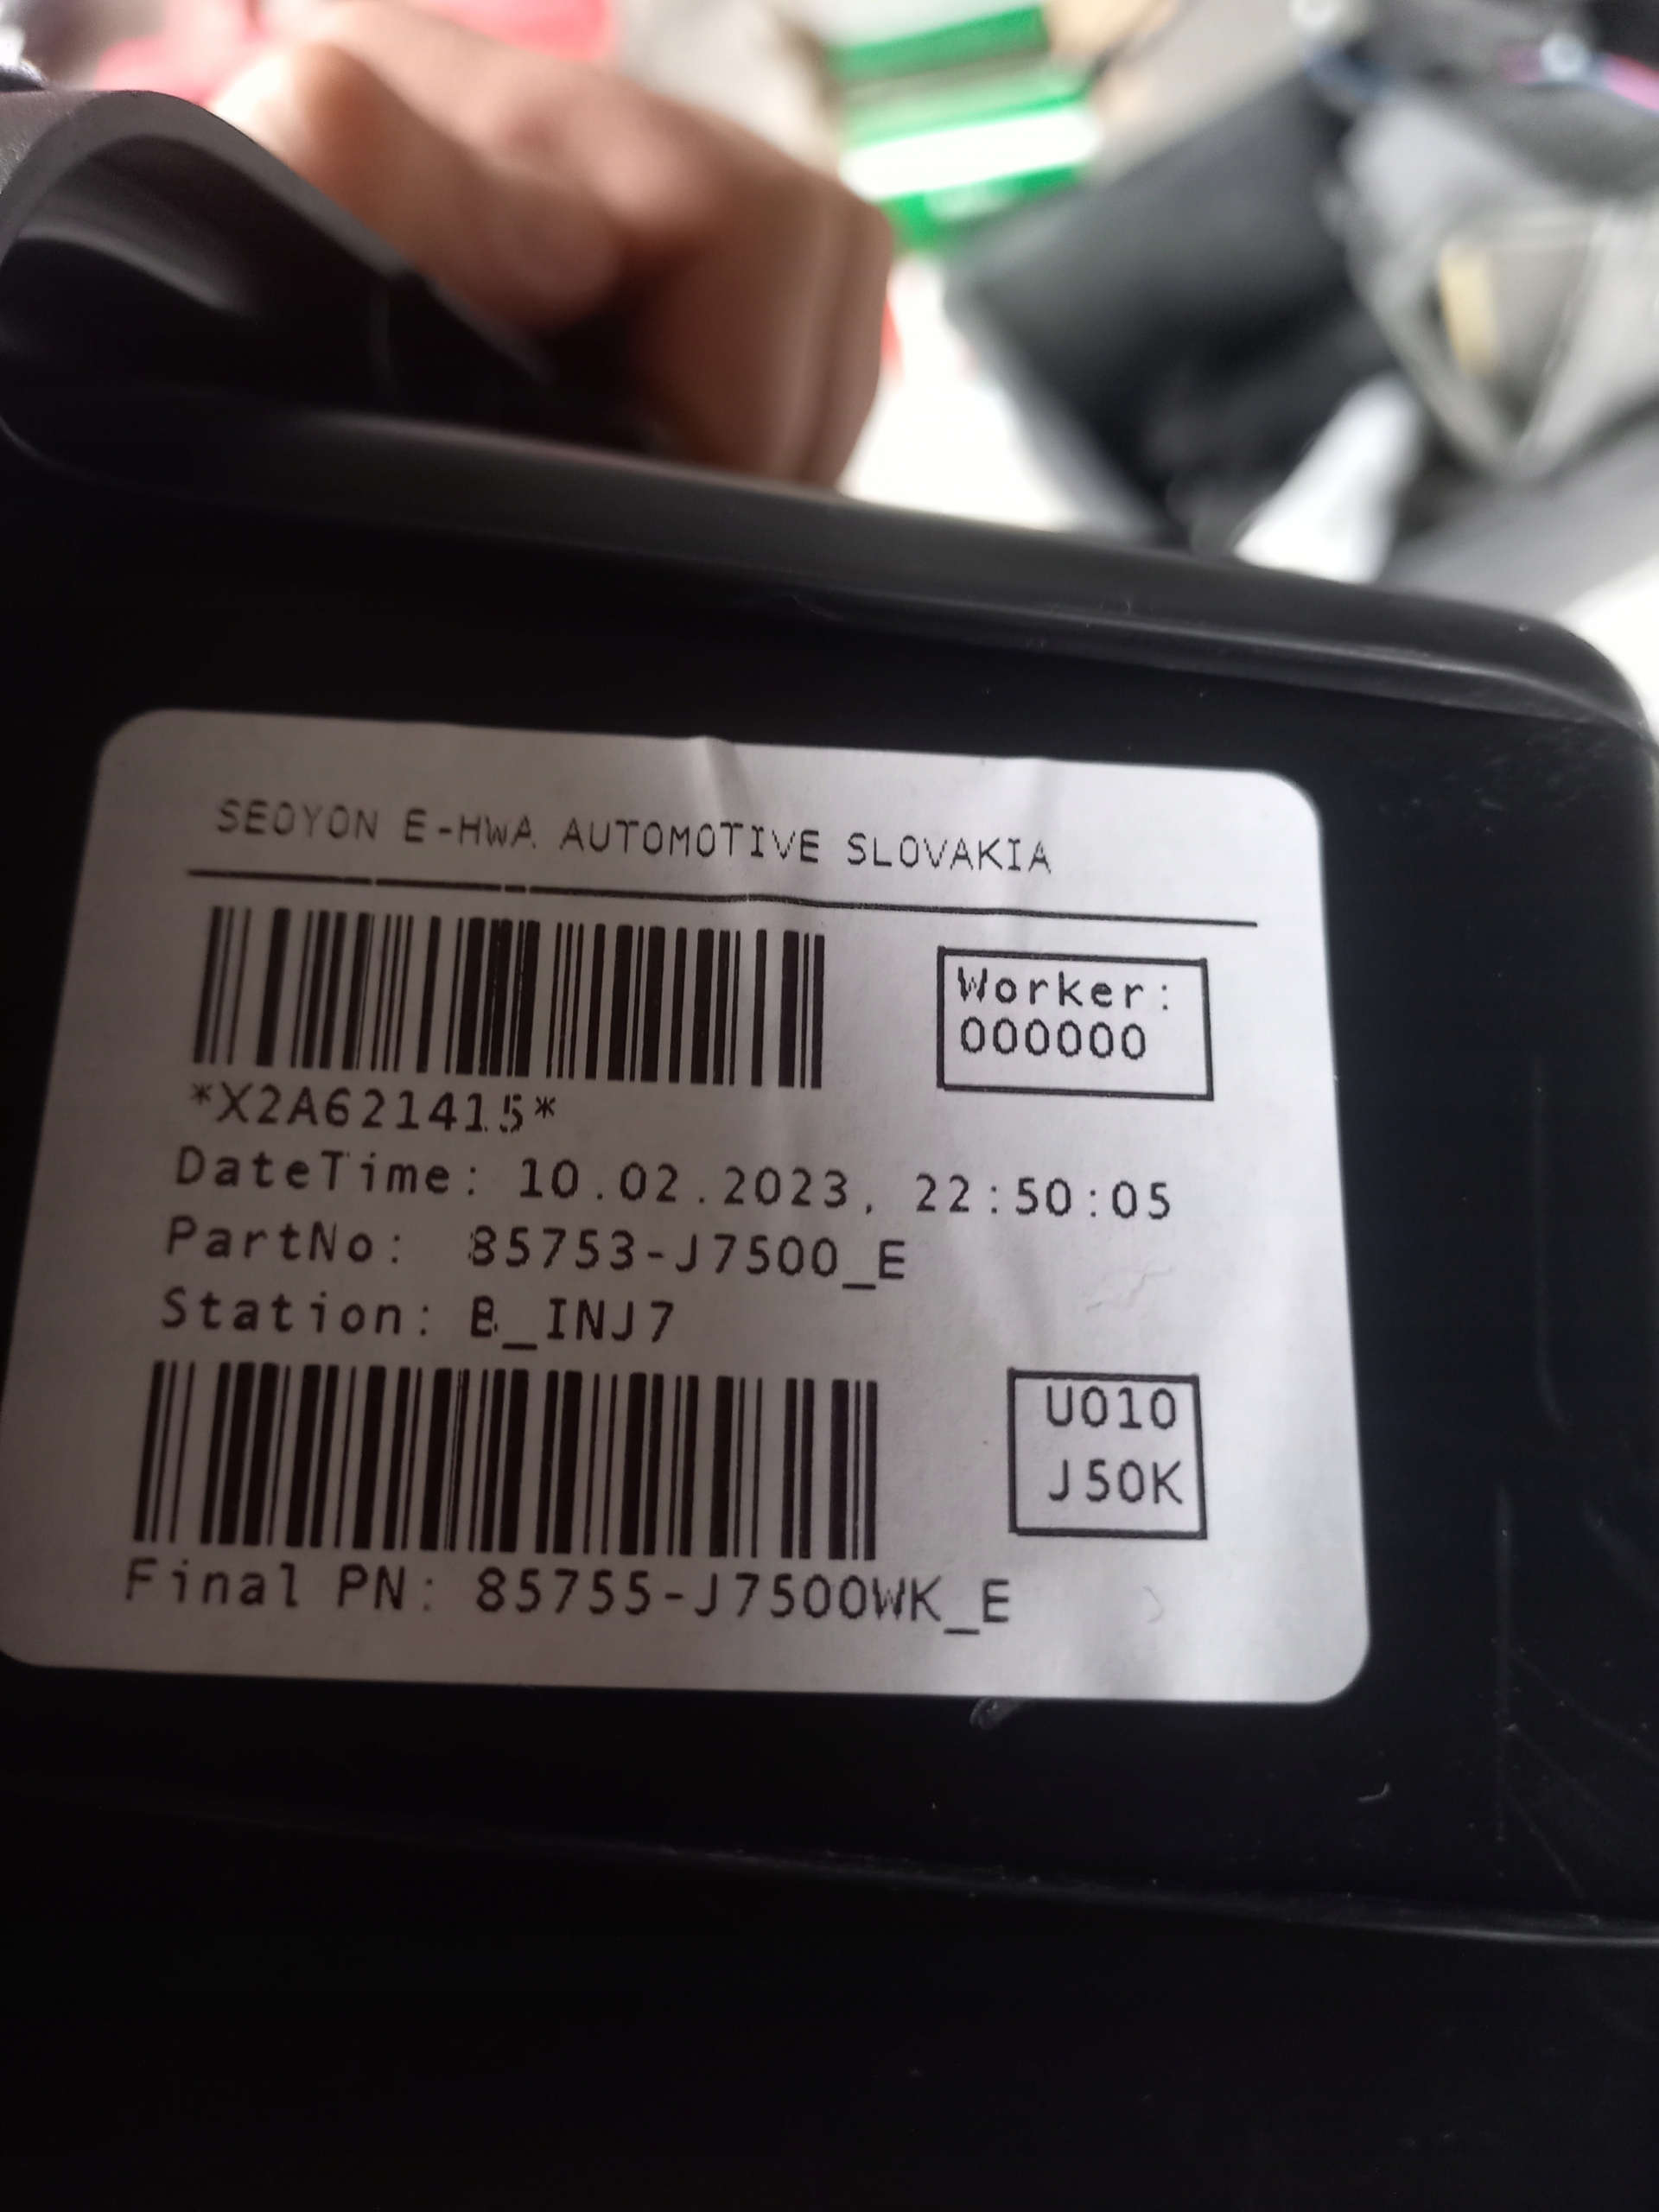 SEOYON E-HWA AUTOMOTIVE SLOVAKIA
Worker:
000000
*X2A621415*
DateTime: 10.02.2023, 22:50:05
PartNo: 85753-J7500_E
Station: B_INJ7
U010
J50K
Final PN: 85755-J7500WK_E